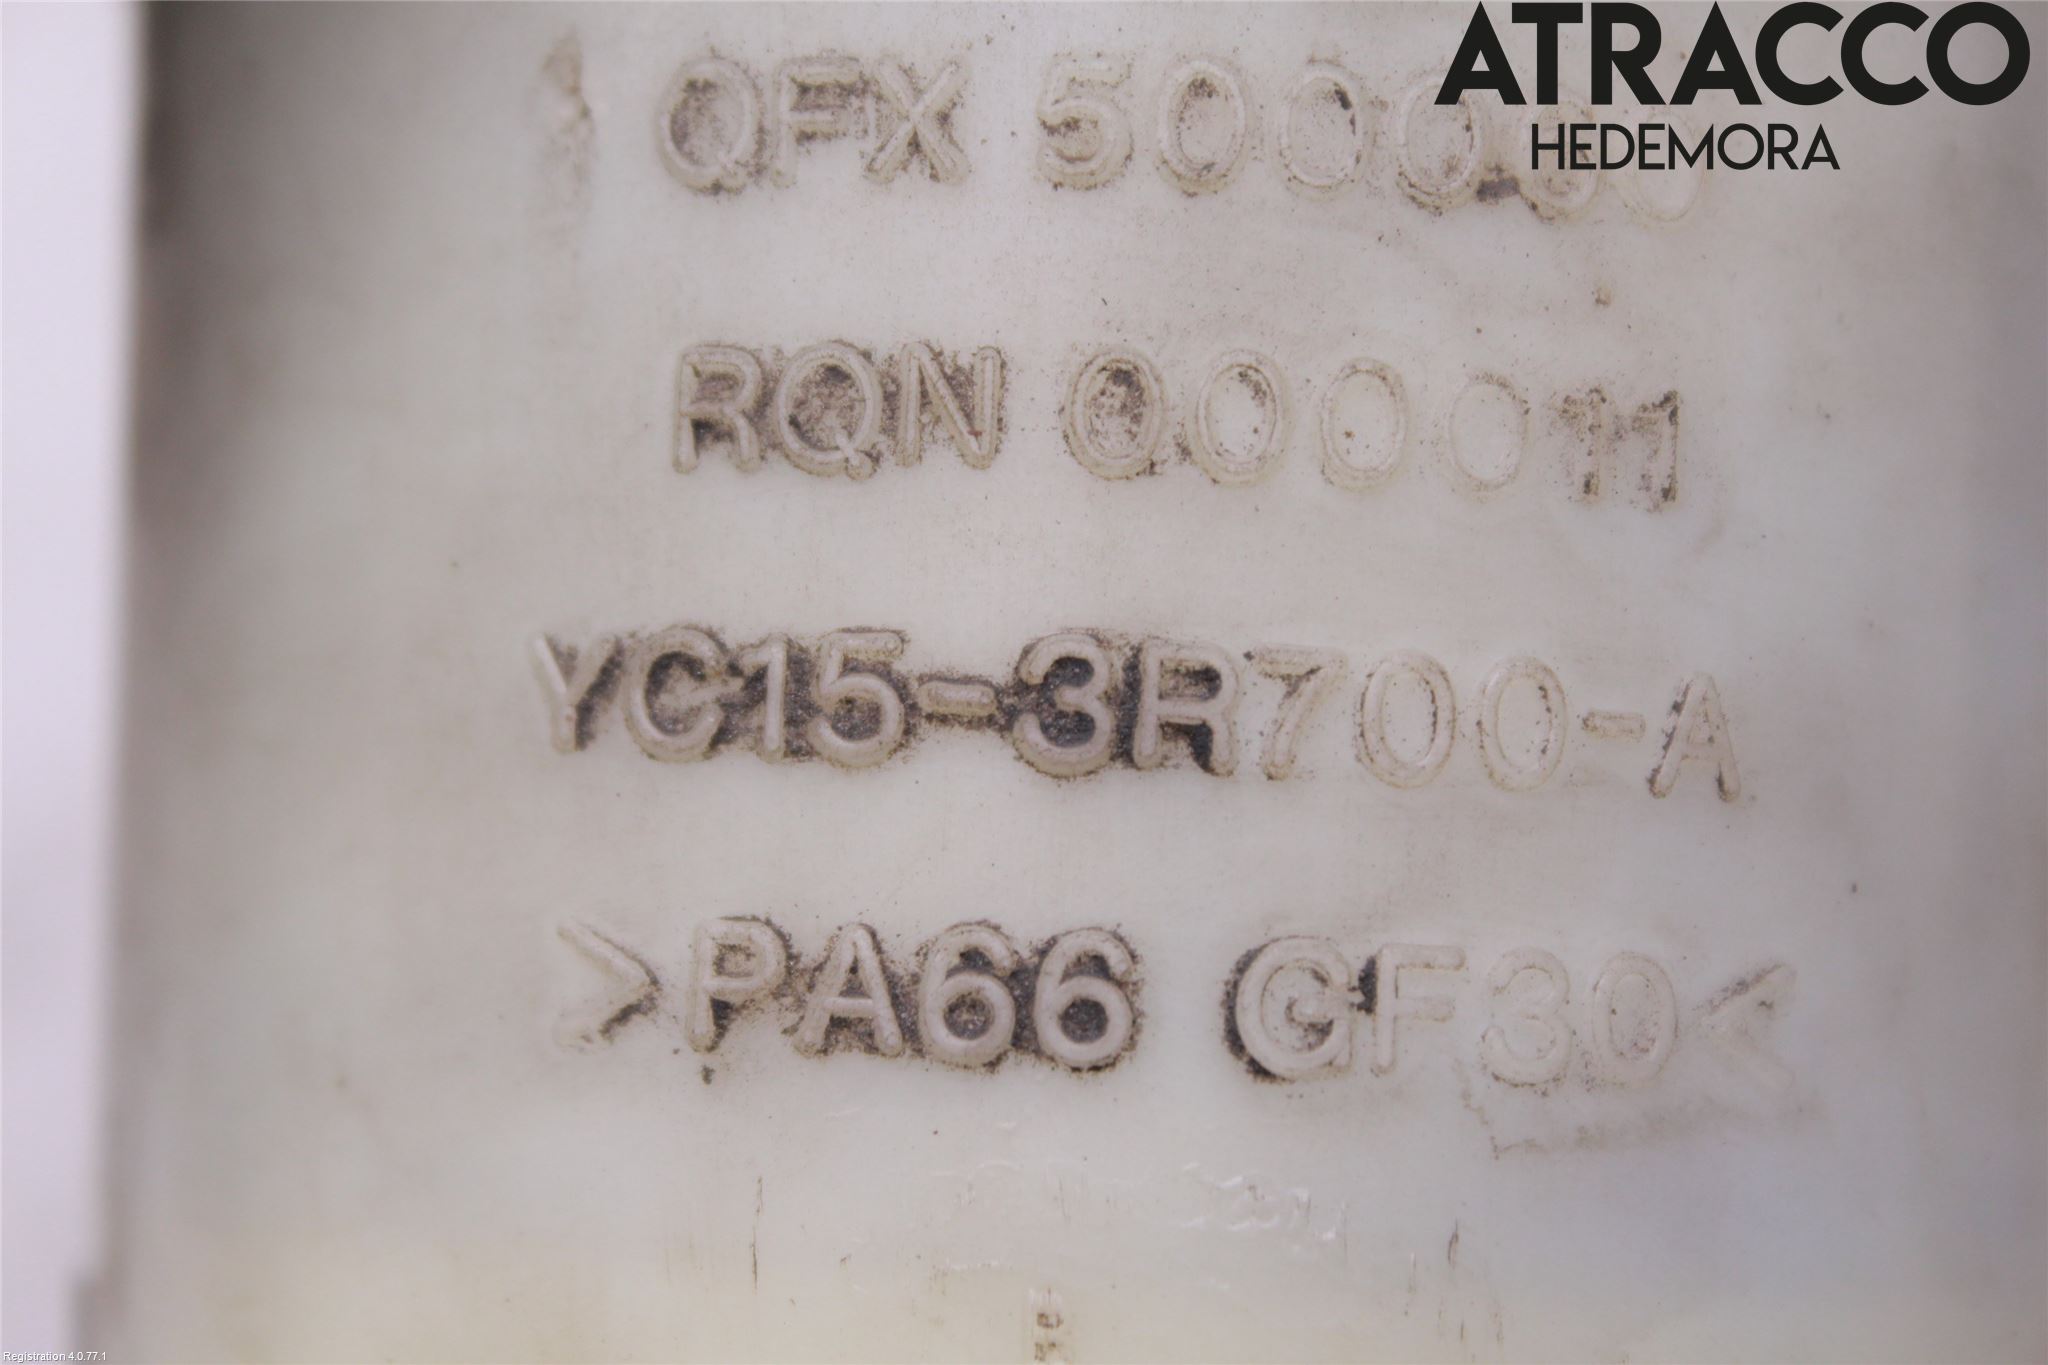 ATRACCO
HEDEMORA
QFX 5000
RQN 000011
YC15-3R700-A
>PA66 GF30<
Registration 4.0.77.1